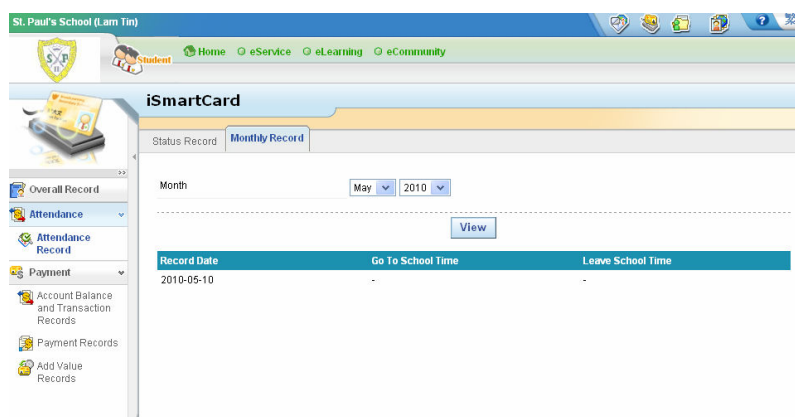 St. Paul's School (Lam Tin)
?
S P
Student
Home eService eLearning eCommunity
iSmartCard
Status Record Monthly Record
>>
Overall Record
Attendance
Attendance
Record
Payment
Account Balance
and Transaction
Records
Payment Records
Add Value
Records
Month May 2010
View
Record Date Go To School Time Leave School Time
2010-05-10 - -